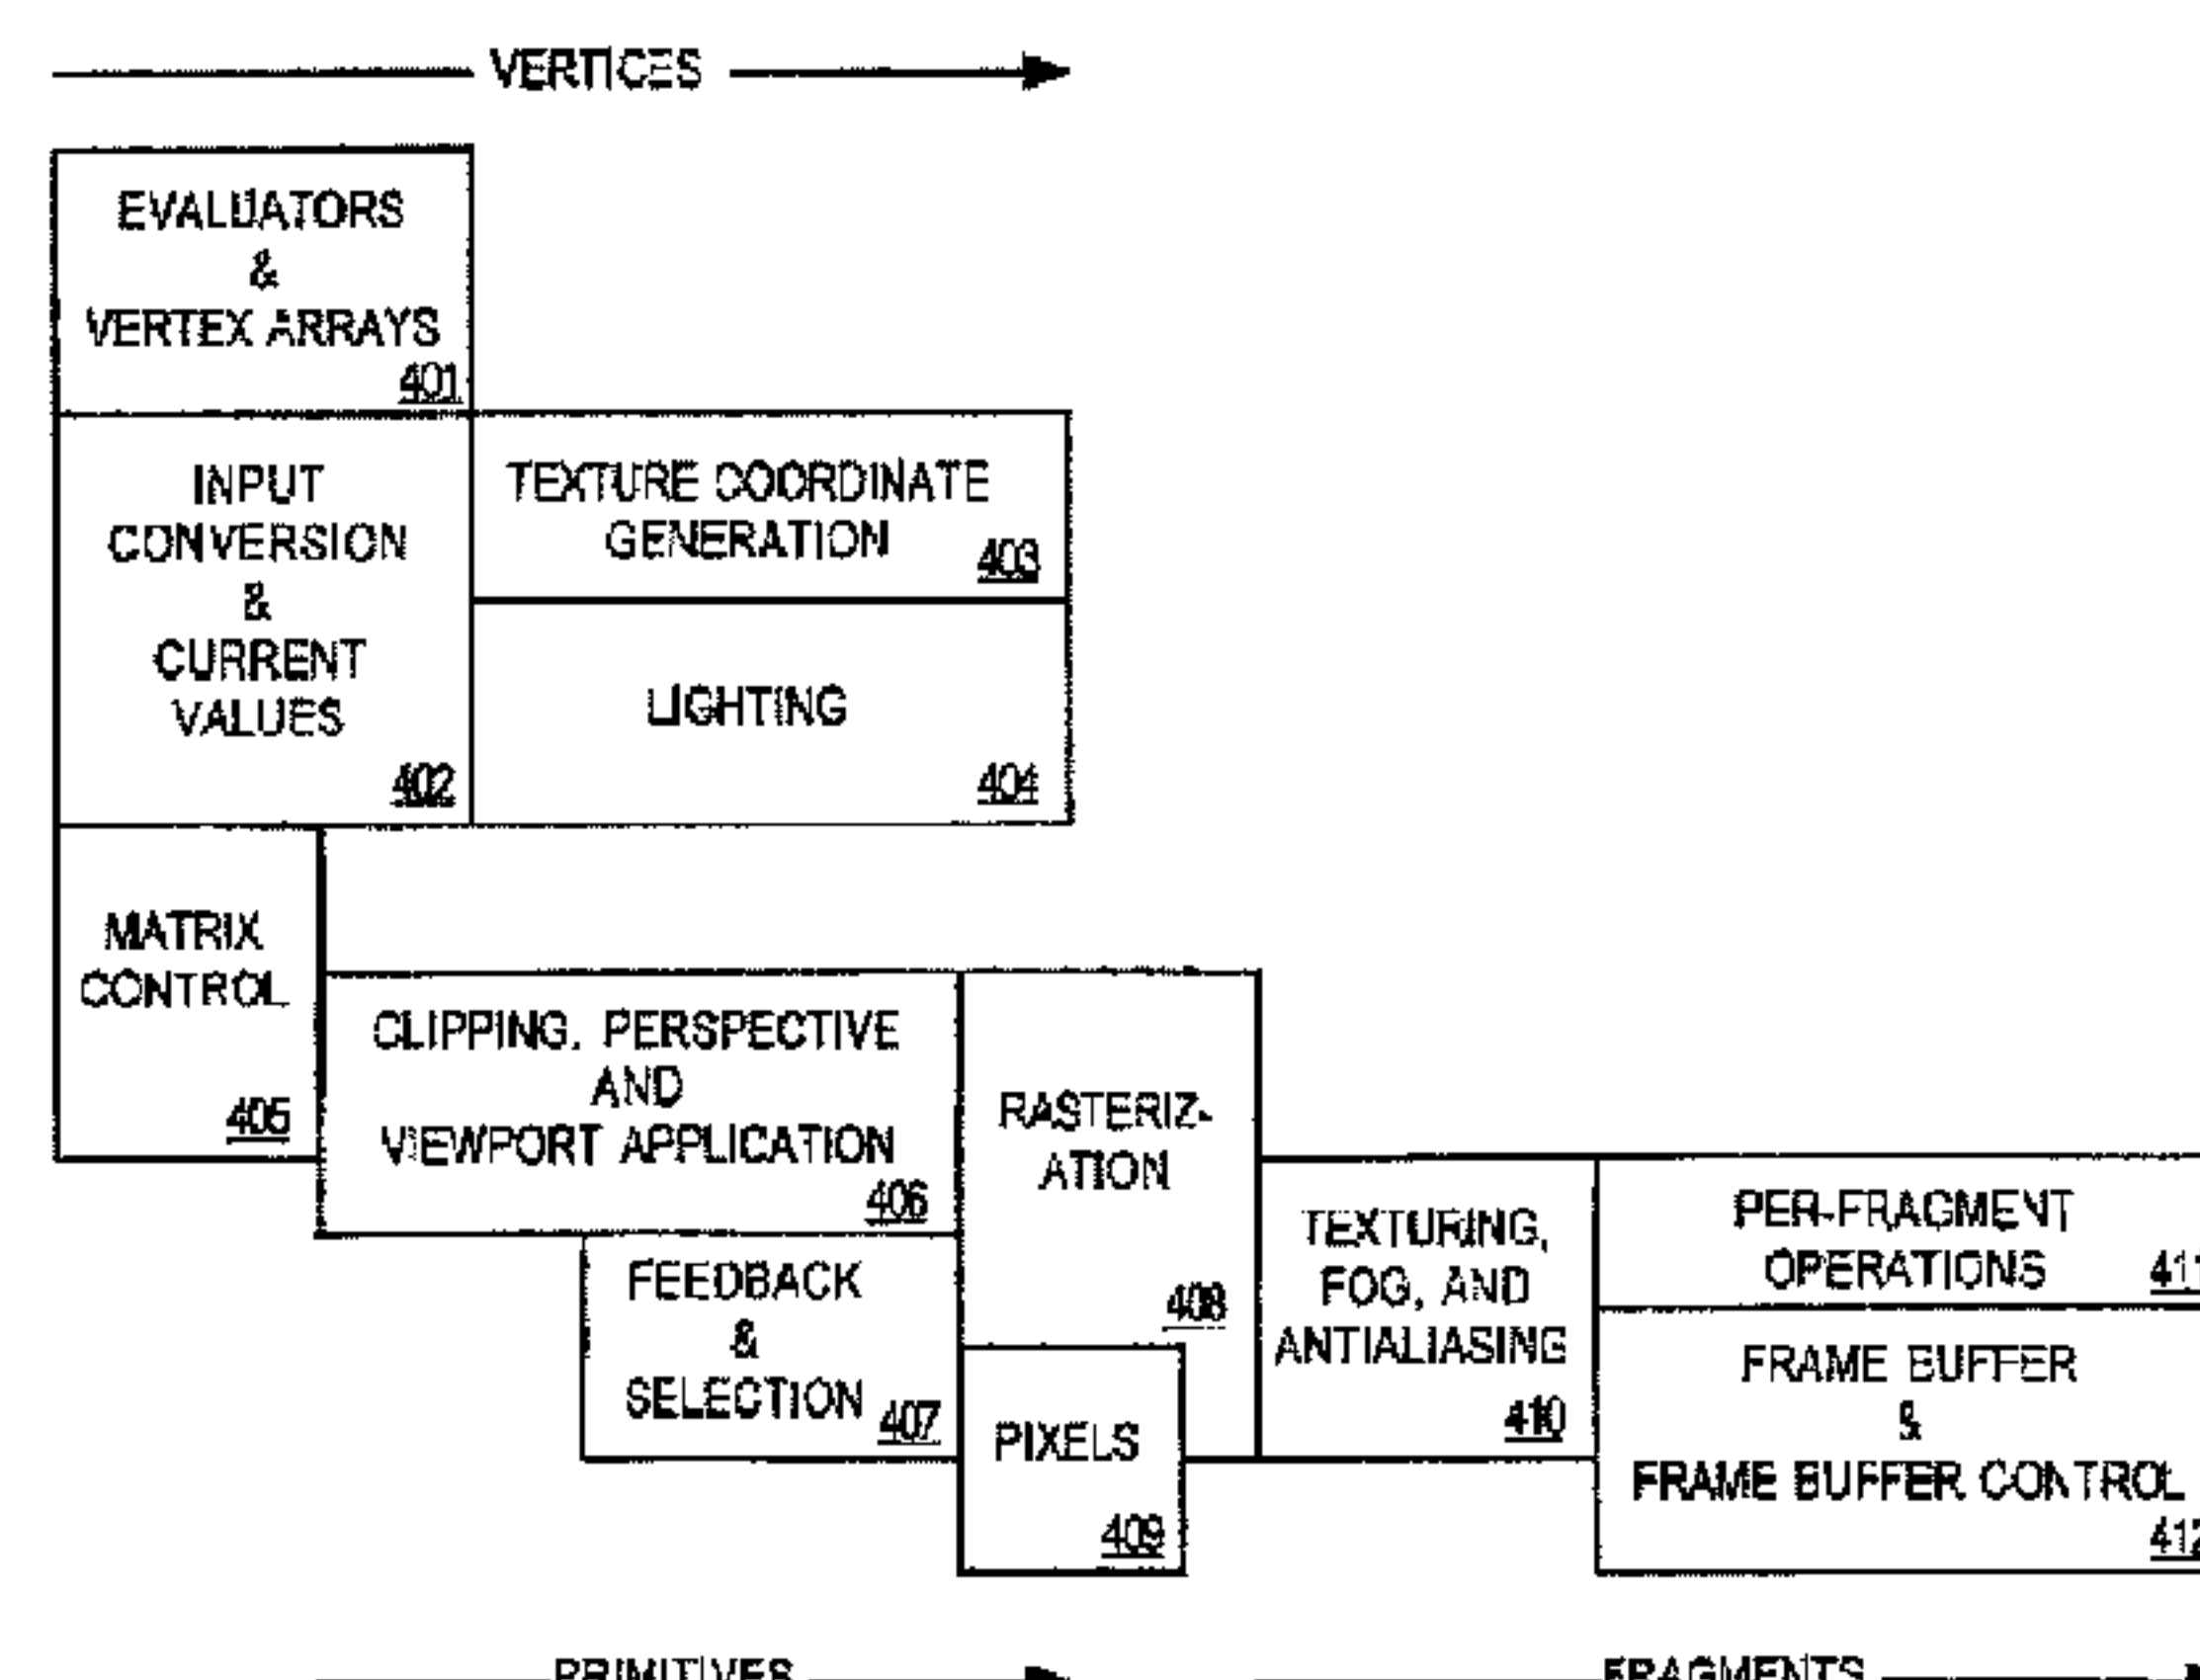 VERTICES
EVALUATORS
&
VERTEX ARRAYS
401
INPUT
CONVERSION
&
CURRENT
VALUES
402
TEXTURE COORDINATE
GENERATION
403
LIGHTING
404
MATRIX
CONTROL
405
CLIPPING, PERSPECTIVE
AND
VIEWPORT APPLICATION
406
FEEDBACK
&
SELECTION
407
RASTERIZ-
ATION
408
PIXELS
409
TEXTURING,
FOG, AND
ANTIALIASING
410
PER-FRAGMENT
OPERATIONS
411
FRAME BUFFER
&
FRAME BUFFER CONTROL
412
PRIMITIVES
FRAGMENTS